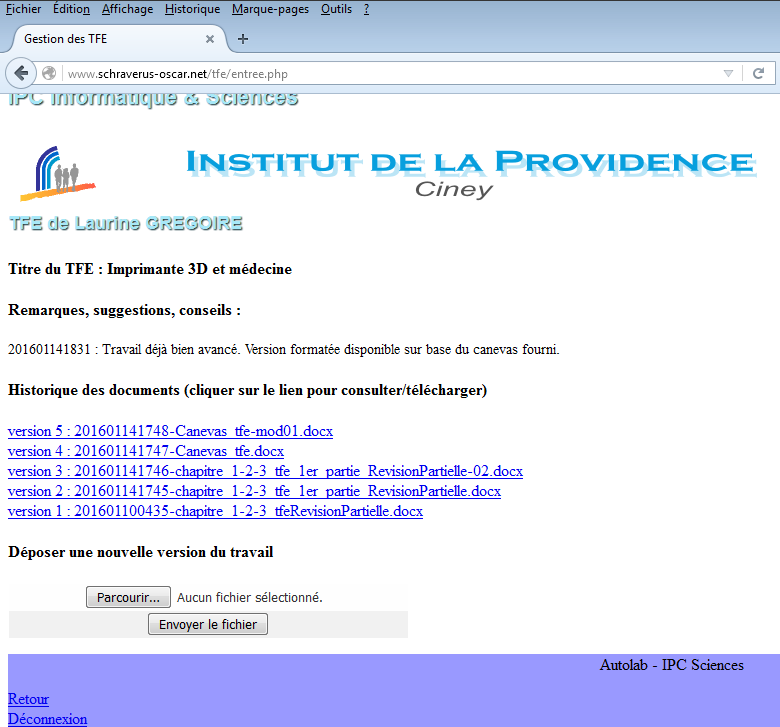 Fichier Édition Affichage Historique Marque-pages Outils ?
Gestion des TFE × +
www.schraverus-oscar.net/tfe/entree.php
IPC Informatique & Sciences
INSTITUT DE LA PROVIDENCE
Ciney
TFE de Laurine GREGOIRE
Titre du TFE : Imprimante 3D et médecine
Remarques, suggestions, conseils :
201601141831 : Travail déjà bien avancé. Version formatée disponible sur base du canevas fourni.
Historique des documents (cliquer sur le lien pour consulter/télécharger)
version 5 : 201601141748-Canevas_tfe-mod01.docx
version 4 : 201601141747-Canevas_tfe.docx
version 3 : 201601141746-chapitre_1-2-3_tfe_1er_partie_RevisionPartielle-02.docx
version 2 : 201601141745-chapitre_1-2-3_tfe_1er_partie_RevisionPartielle.docx
version 1 : 201601100435-chapitre_1-2-3_tfeRevisionPartielle.docx
Déposer une nouvelle version du travail
Parcourir... Aucun fichier sélectionné.
Envoyer le fichier
Autolab - IPC Sciences
Retour
Déconnexion